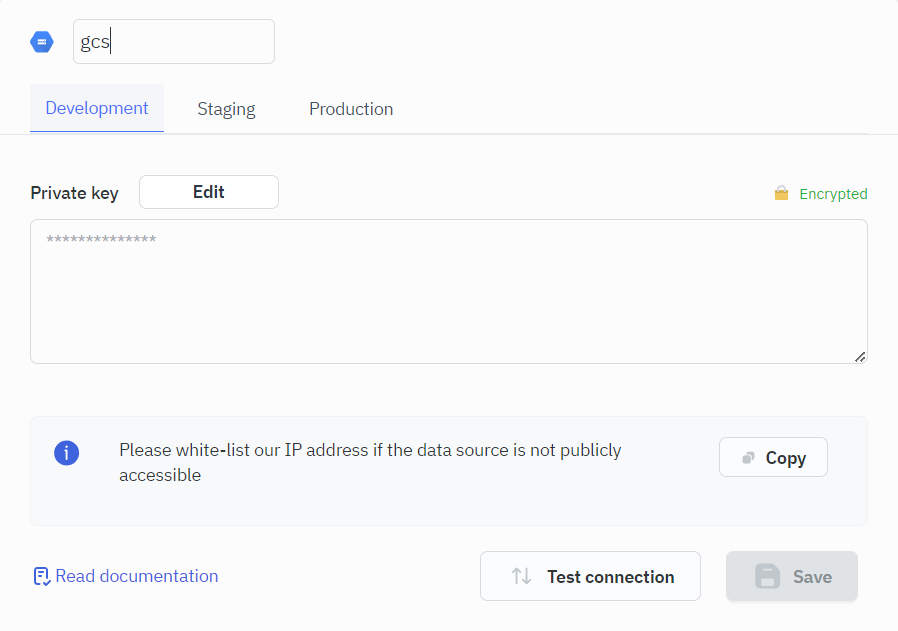 gcs
Development Staging Production
Private key Edit Encrypted
**************
Please white-list our IP address if the data source is not publicly
accessible
Copy
Read documentation Test connection Save